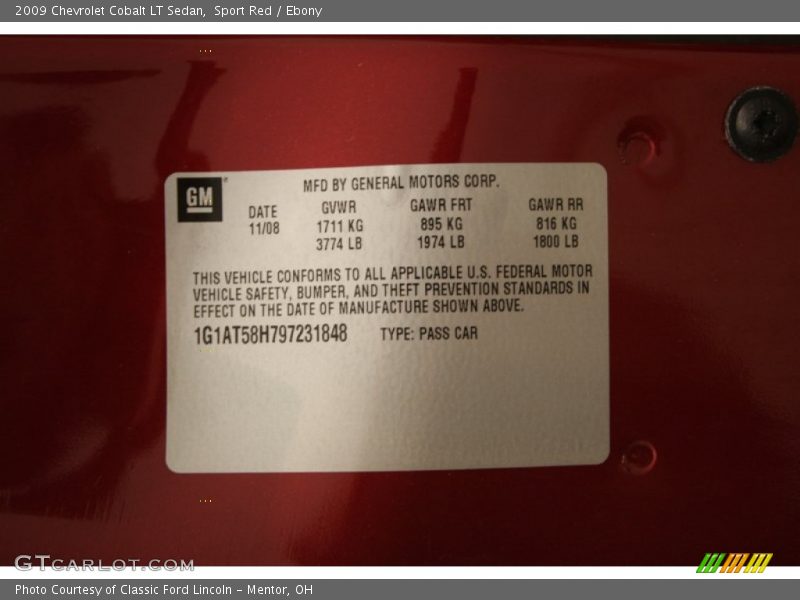 2009 Chevrolet Cobalt LT Sedan, Sport Red / Ebony
GM
MFD BY GENERAL MOTORS CORP.
DATE GVWR GAWR FRT GAWR RR
11/08 1711 KG 895 KG 816 KG
3774 LB 1974 LB 1800 LB
THIS VEHICLE CONFORMS TO ALL APPLICABLE U.S. FEDERAL MOTOR
VEHICLE SAFETY, BUMPER, AND THEFT PREVENTION STANDARDS IN
EFFECT ON THE DATE OF MANUFACTURE SHOWN ABOVE.
1G1AT58H797231848 TYPE: PASS CAR
GTCARLOT.COM
Photo Courtesy of Classic Ford Lincoln - Mentor, OH